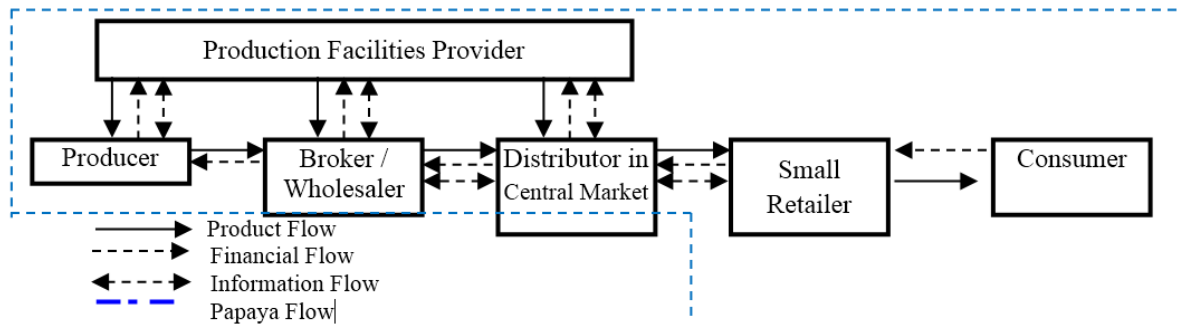 Production Facilities Provider
Producer
Broker /
Wholesaler
Distributor in
Central Market
Small
Retailer
Consumer
Product Flow
Financial Flow
Information Flow
Papaya Flow